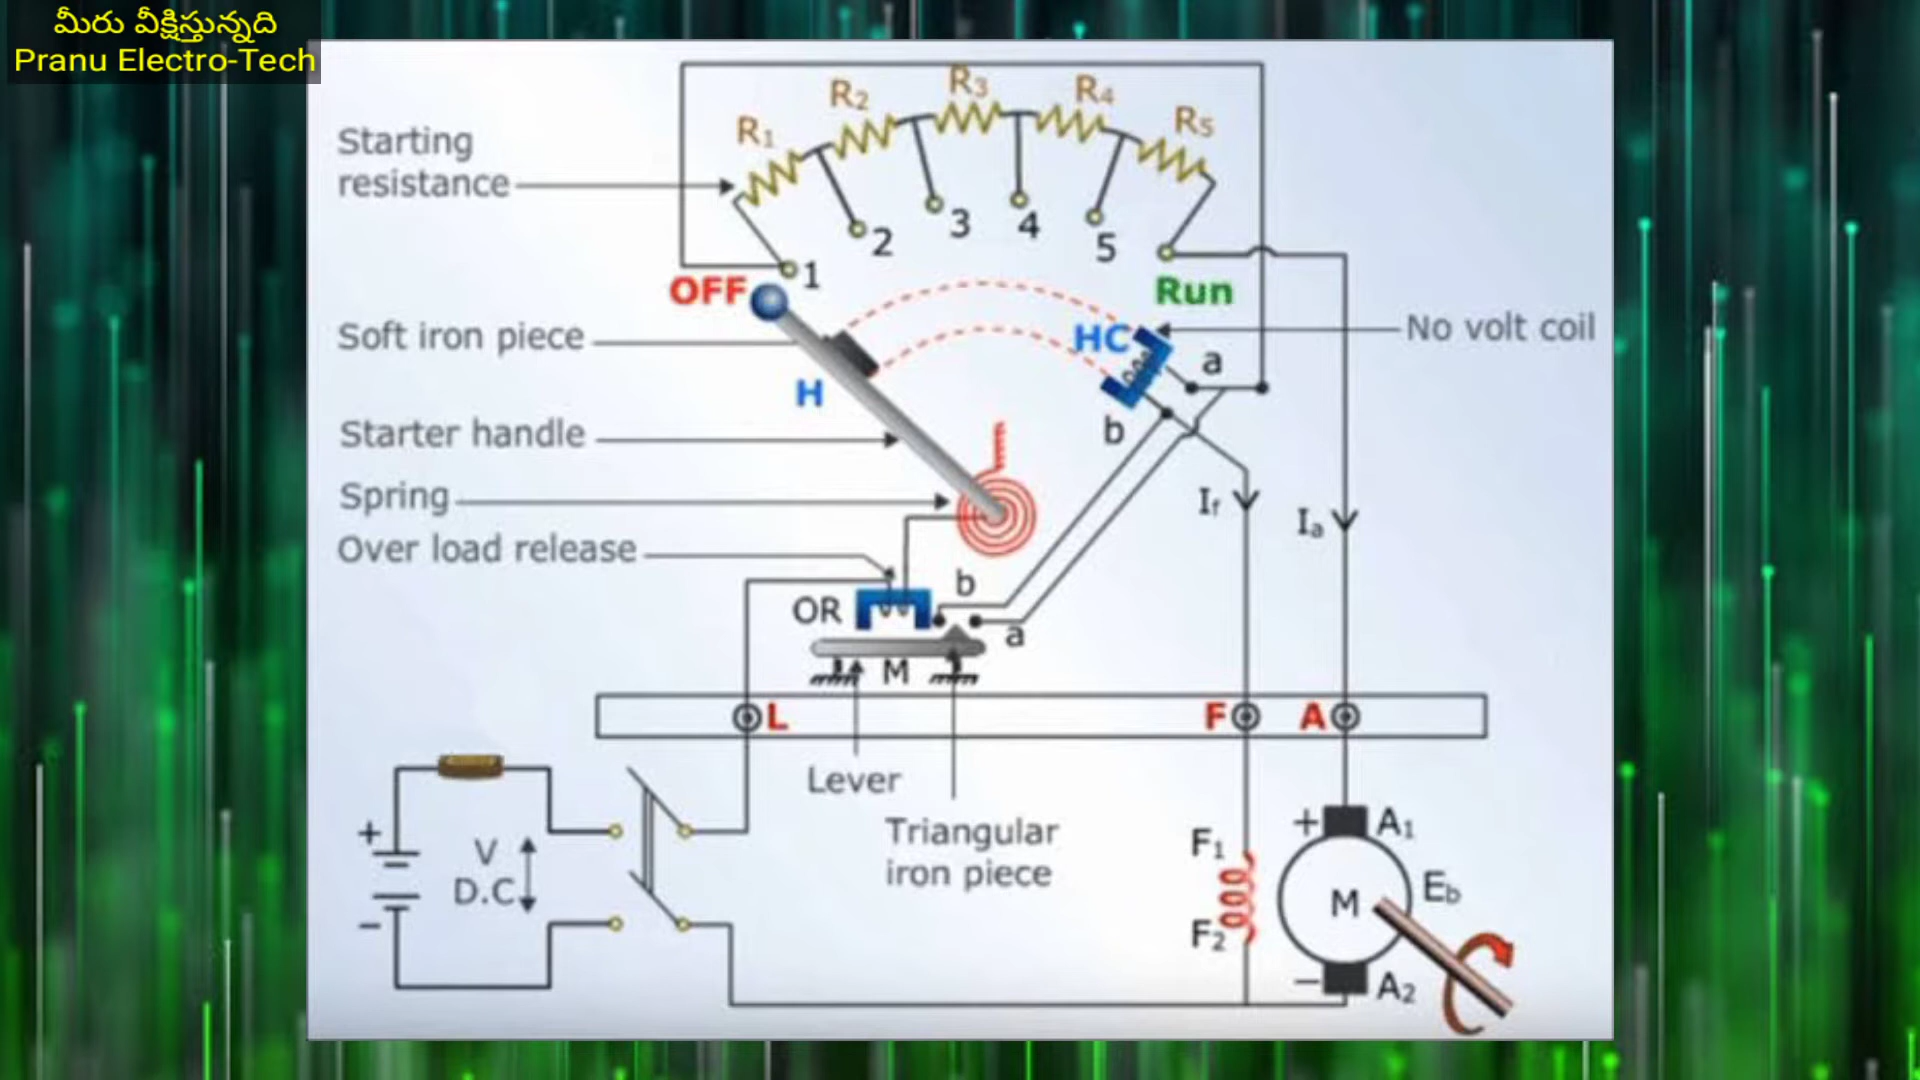 మీరు వీక్షిస్తున్నది
Pranu Electro-Tech
R1
R2
R3
R4
R5
Starting
resistance
1
2
3
4
5
OFF
Run
Soft iron piece
HC
No volt coil
a
H
b
Starter handle
Spring
If
Ia
Over load release
b
OR
a
M
L
F
A
Lever
+
V
D.C
−
Triangular
iron piece
F1
F2
+
A1
M
Eb
−
A2